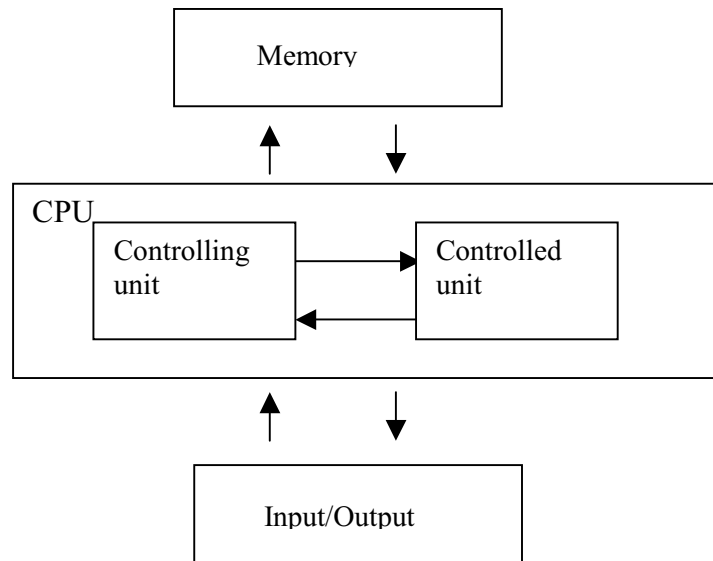 Memory
CPU
Controlling
unit
Controlled
unit
Input/Output